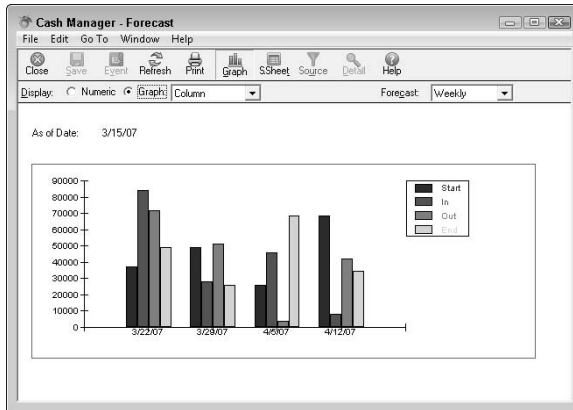 Cash Manager - Forecast
File Edit Go To Window Help
Close Save Event Refresh Print Graph S.Sheet Source Detail Help
Display: Numeric Graph: Column Forecast: Weekly
As of Date: 3/15/07
90000
80000
70000
60000
50000
40000
30000
20000
10000
0
3/22/07 3/29/07 4/5/07 4/12/07
Start
In
Out
End